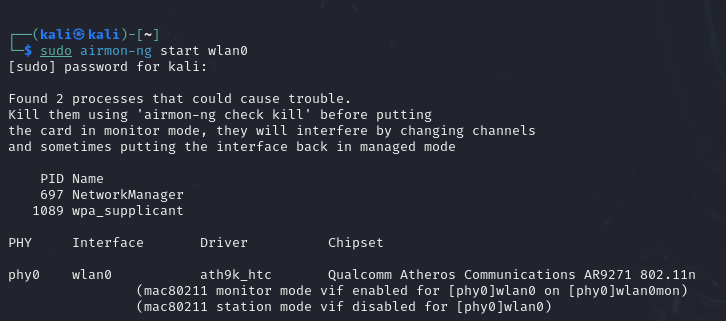 ┌──(kali㉿kali)-[~]
└─$ sudo airmon-ng start wlan0
[sudo] password for kali:
Found 2 processes that could cause trouble.
Kill them using 'airmon-ng check kill' before putting
the card in monitor mode, they will interfere by changing channels
and sometimes putting the interface back in managed mode
PID Name
697 NetworkManager
1089 wpa_supplicant
PHY Interface Driver Chipset
phy0 wlan0 ath9k_htc Qualcomm Atheros Communications AR9271 802.11n
(mac80211 monitor mode vif enabled for [phy0]wlan0 on [phy0]wlan0mon)
(mac80211 station mode vif disabled for [phy0]wlan0)